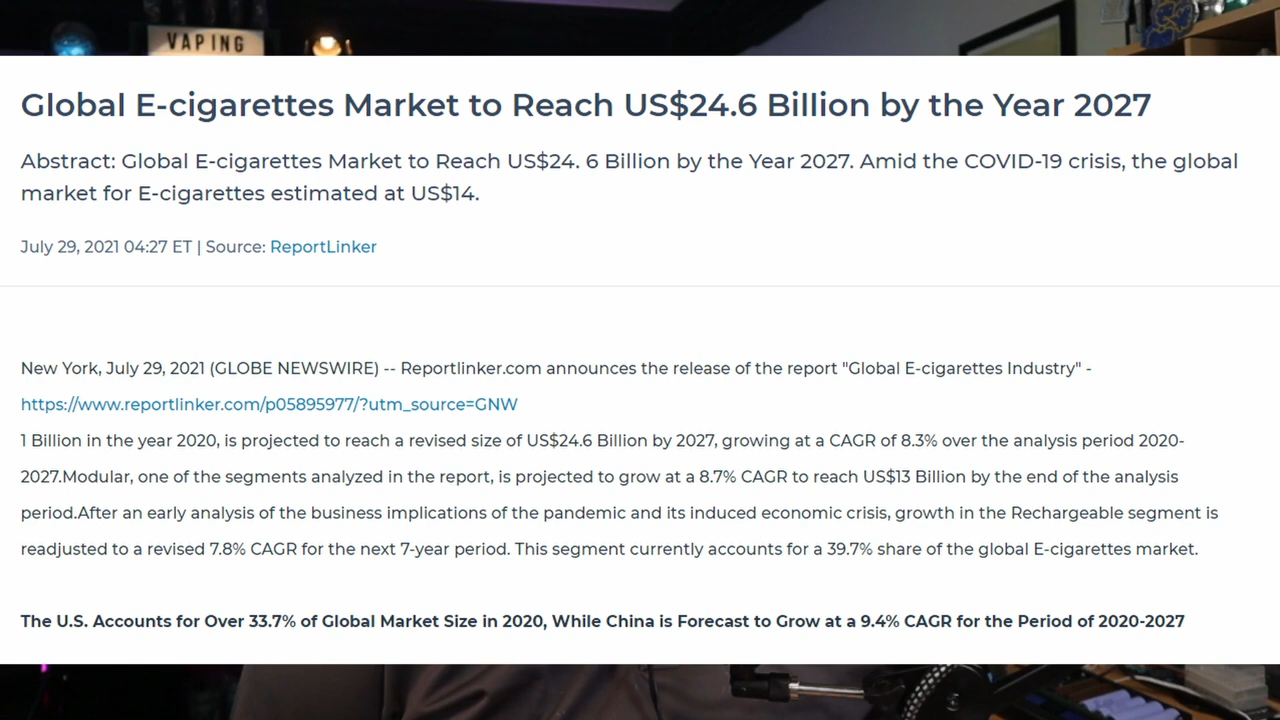 VAPING
Global E-cigarettes Market to Reach US$24.6 Billion by the Year 2027
Abstract: Global E-cigarettes Market to Reach US$24. 6 Billion by the Year 2027. Amid the COVID-19 crisis, the global
market for E-cigarettes estimated at US$14.
July 29, 2021 04:27 ET | Source: ReportLinker
New York, July 29, 2021 (GLOBE NEWSWIRE) -- Reportlinker.com announces the release of the report "Global E-cigarettes Industry" -
https://www.reportlinker.com/p05895977/?utm_source=GNW
1 Billion in the year 2020, is projected to reach a revised size of US$24.6 Billion by 2027, growing at a CAGR of 8.3% over the analysis period 2020-
2027.Modular, one of the segments analyzed in the report, is projected to grow at a 8.7% CAGR to reach US$13 Billion by the end of the analysis
period.After an early analysis of the business implications of the pandemic and its induced economic crisis, growth in the Rechargeable segment is
readjusted to a revised 7.8% CAGR for the next 7-year period. This segment currently accounts for a 39.7% share of the global E-cigarettes market.
The U.S. Accounts for Over 33.7% of Global Market Size in 2020, While China is Forecast to Grow at a 9.4% CAGR for the Period of 2020-2027